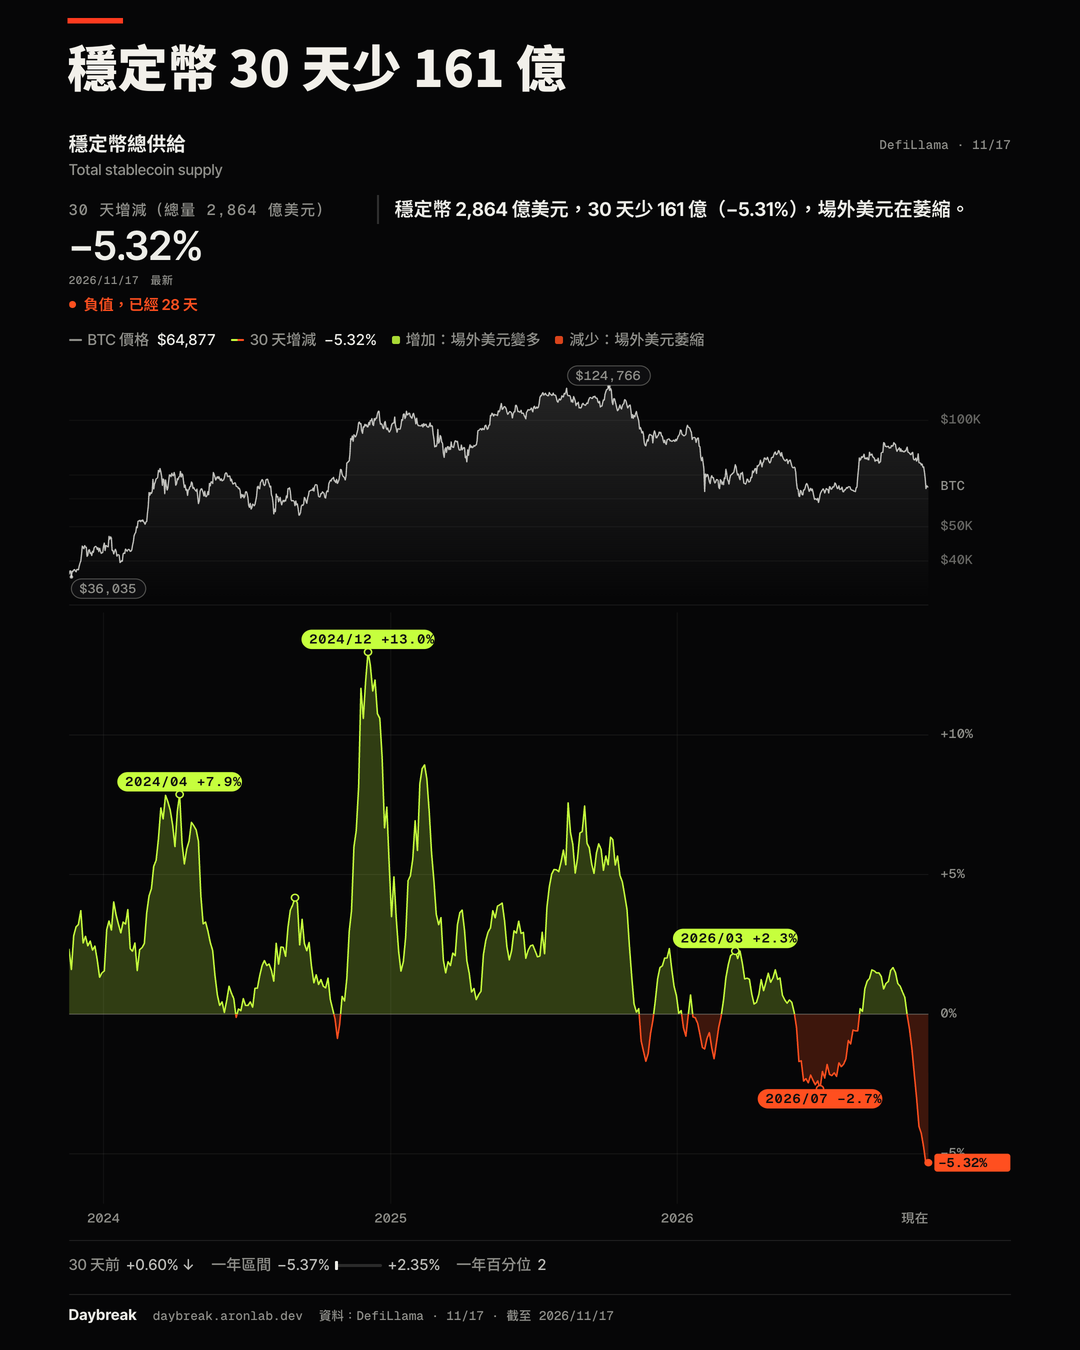 穩定幣 30 天少 161 億
穩定幣總供給
DefiLlama · 11/17
Total stablecoin supply
30 天增減 (總量 2,864 億美元)
穩定幣 2,864 億美元，30 天少 161 億（−5.31%），場外美元在萎縮。
−5.32%
2026/11/17 最新
負值，已經 28 天
BTC 價格 $64,877 30 天增減 −5.32% 增加：場外美元變多 減少：場外美元萎縮
$124,766
$100K
BTC
$50K
$40K
$36,035
2024/12 +13.0%
+10%
2024/04 +7.9%
+5%
2026/03 +2.3%
0%
2026/07 −2.7%
−5%
−5.32%
2024 2025 2026 現在
30 天前 +0.60% ↓ 一年區間 −5.37% +2.35% 一年百分位 2
Daybreak daybreak.aronlab.dev 資料：DefiLlama · 11/17 · 截至 2026/11/17